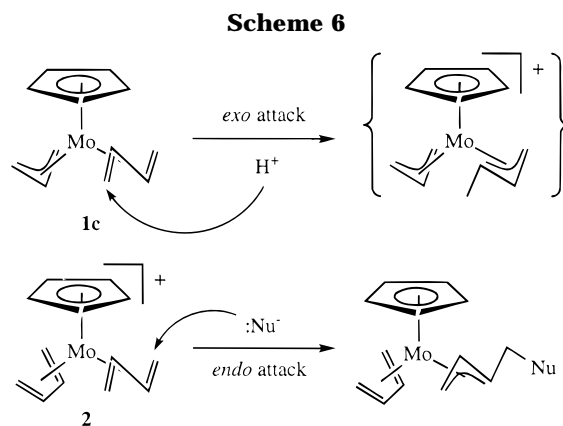 Scheme 6
+
exo attack
Mo
Mo
H+
1c
+
:Nu-
Mo
Mo
endo attack
Nu
2